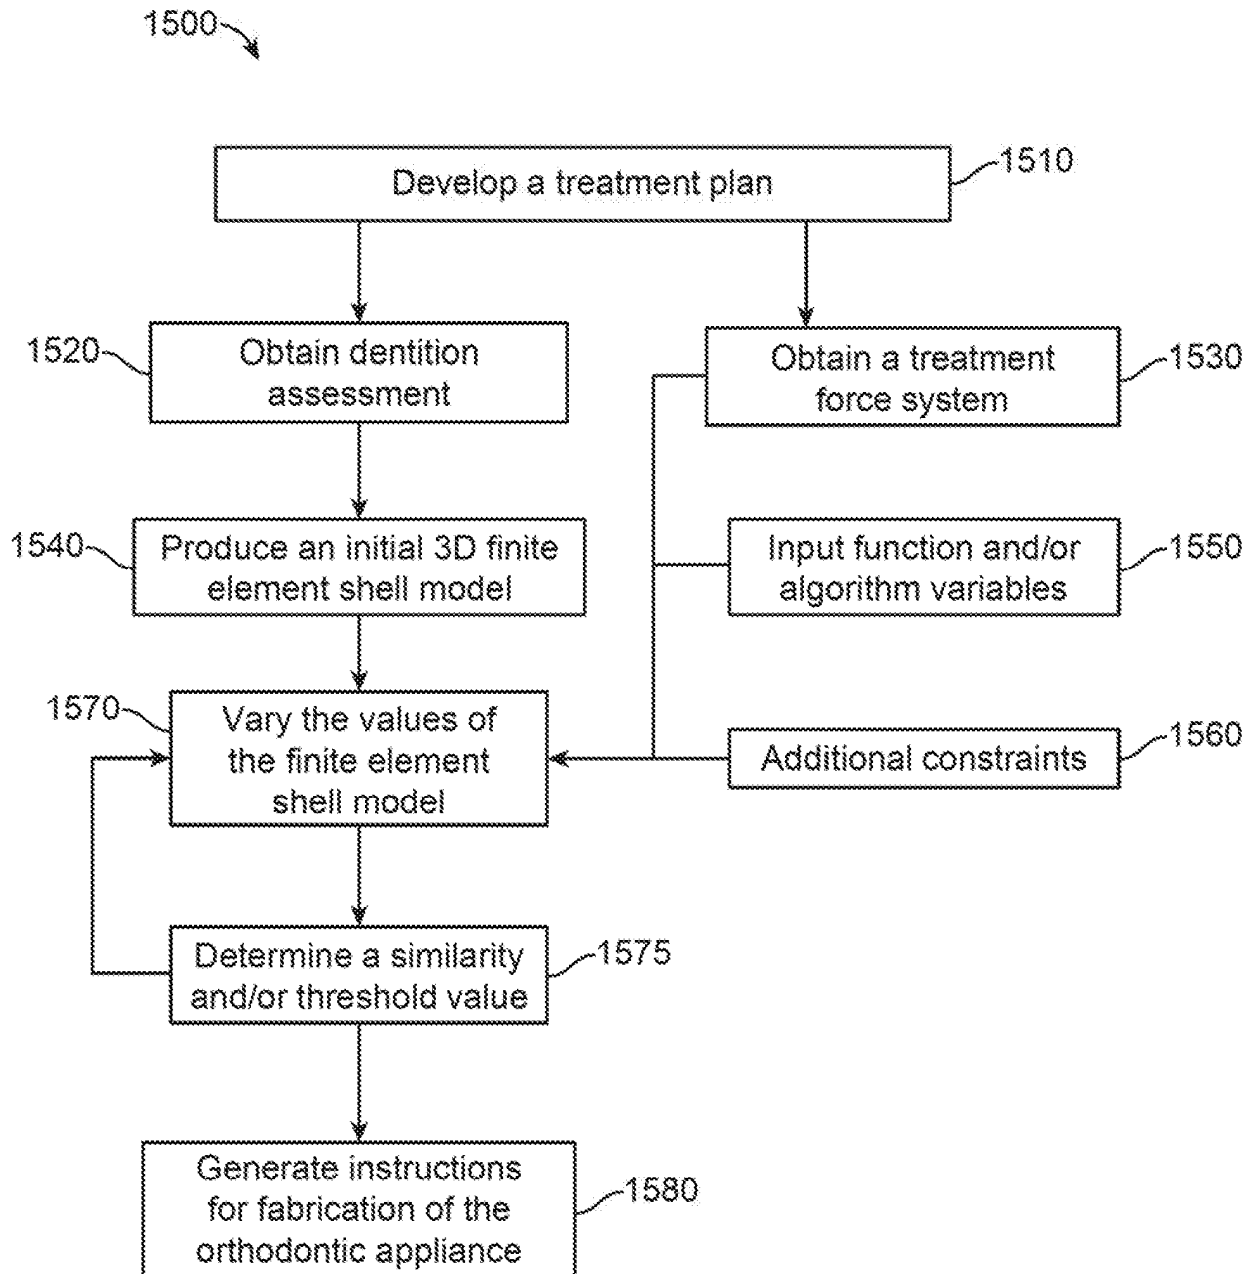 1500
Develop a treatment plan
1510
1520
Obtain dentition
assessment
Obtain a treatment
force system
1530
1540
Produce an initial 3D finite
element shell model
Input function and/or
algorithm variables
1550
1570
Vary the values of
the finite element
shell model
Additional constraints
1560
Determine a similarity
and/or threshold value
1575
Generate instructions
for fabrication of the
orthodontic appliance
1580